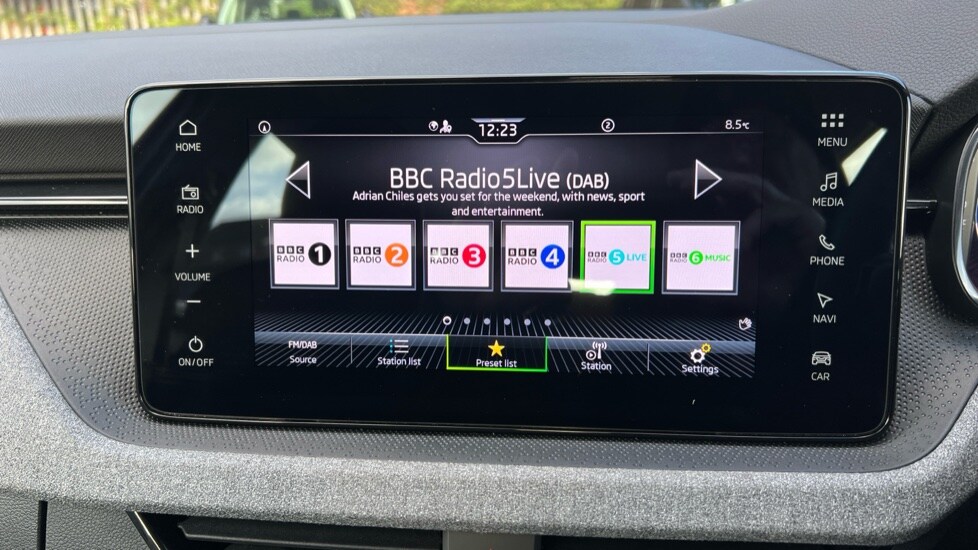 12:23
2
8.5°C
HOME
RADIO
VOLUME
ON/OFF
BBC Radio5Live (DAB)
Adrian Chiles gets you set for the weekend, with news, sport
and entertainment.
BBC RADIO 1
BBC RADIO 2
BBC RADIO 3
BBC RADIO 4
BBC RADIO 5 LIVE
BBC RADIO 6 MUSIC
FM/DAB
Source
Station list
Preset list
Station
Settings
MENU
MEDIA
PHONE
NAVI
CAR